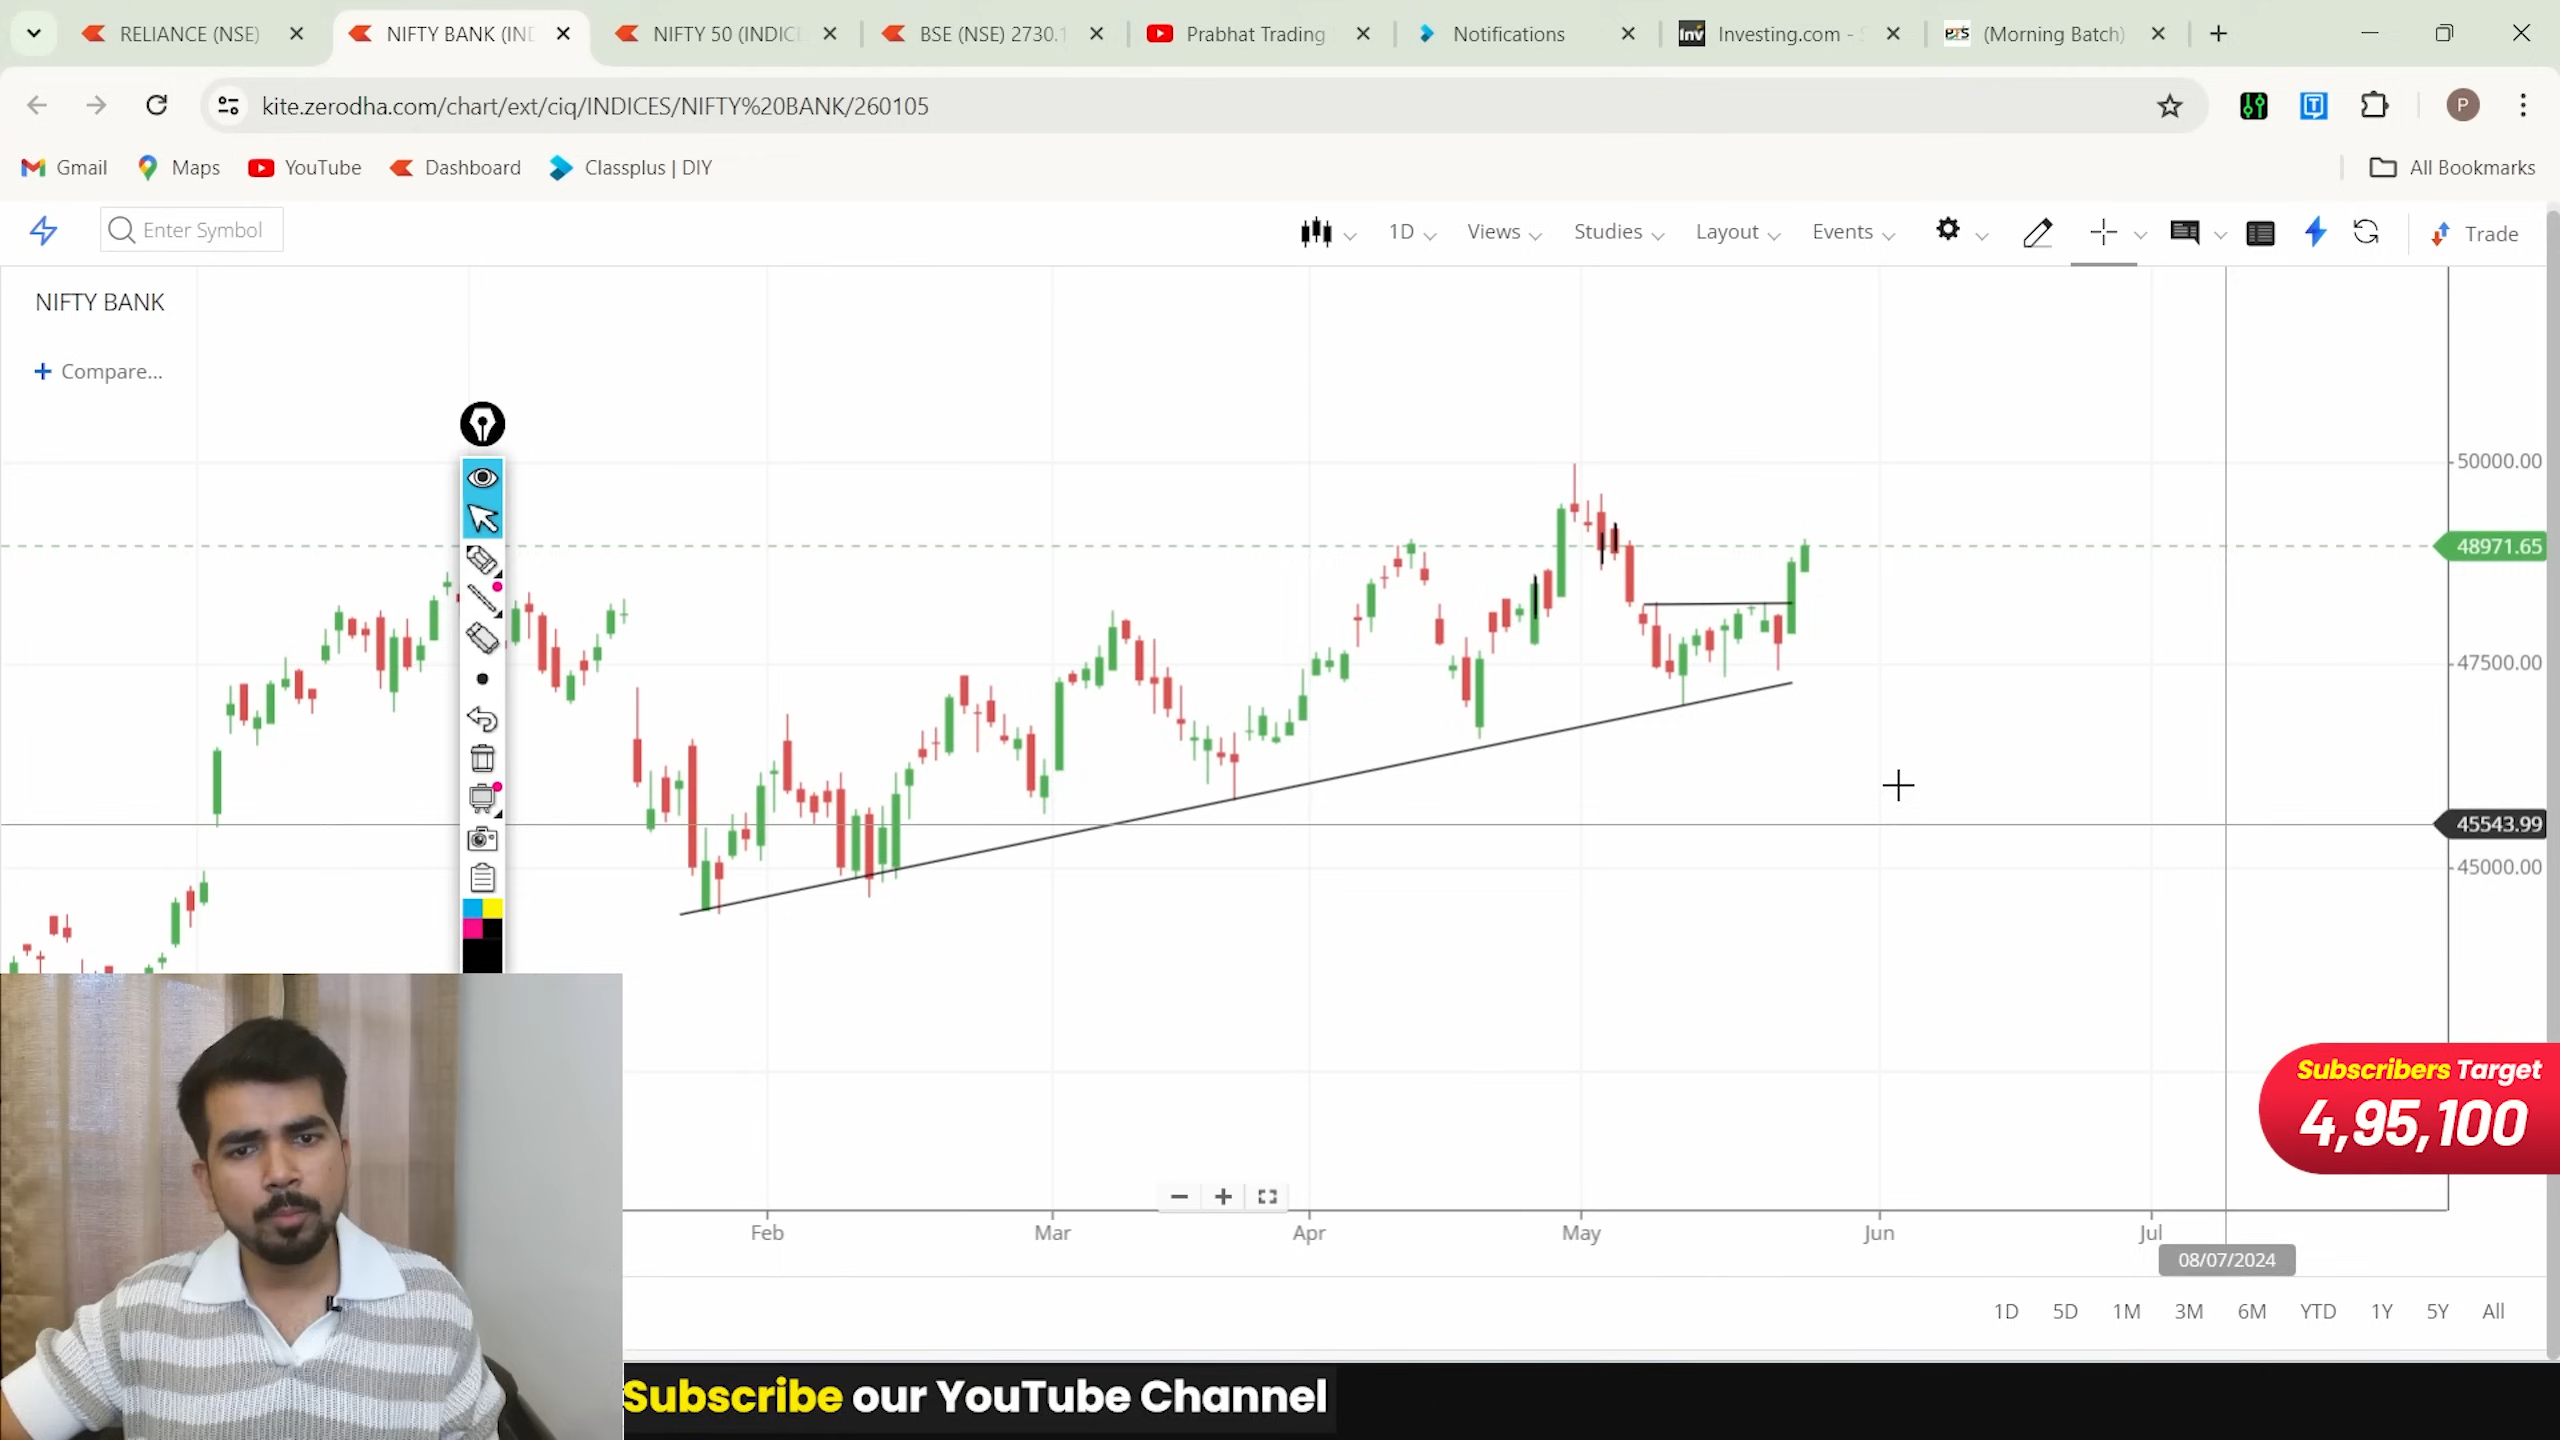 RELIANCE (NSE)
NIFTY BANK (IND
NIFTY 50 (INDIC
BSE (NSE) 2730.1
Prabhat Trading
Notifications
Investing.com -
(Morning Batch)
kite.zerodha.com/chart/ext/ciq/INDICES/NIFTY%20BANK/260105
P
Gmail
Maps
YouTube
Dashboard
Classplus | DIY
All Bookmarks
Enter Symbol
1D
Views
Studies
Layout
Events
Trade
NIFTY BANK
+ Compare...
50000.00
48971.65
47500.00
45543.99
45000.00
Subscribers Target
4,95,100
Feb
Mar
Apr
May
Jun
Jul
08/07/2024
1D 5D 1M 3M 6M YTD 1Y 5Y All
Subscribe our YouTube Channel